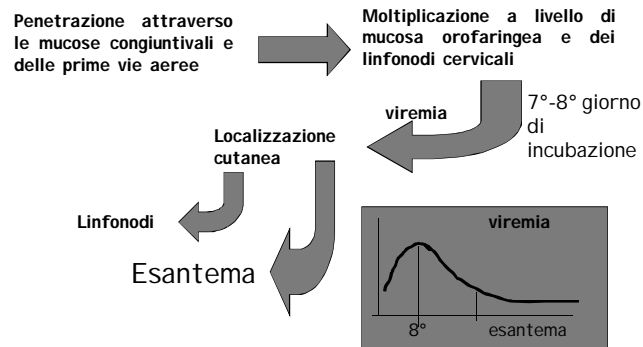 Penetrazione attraverso
le mucose congiuntivali e
delle prime vie aeree
Moltiplicazione a livello di
mucosa orofaringea e dei
linfonodi cervicali
viremia
7°-8° giorno
di
incubazione
Localizzazione
cutanea
Linfonodi
Esantema
viremia
8°
esantema